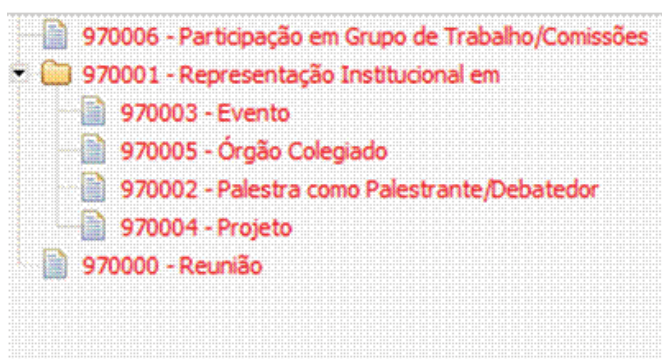 970006 - Participação em Grupo de Trabalho/Comissões
970001 - Representação Institucional em
970003 - Evento
970005 - Órgão Colegiado
970002 - Palestra como Palestrante/Debatedor
970004 - Projeto
970000 - Reunião